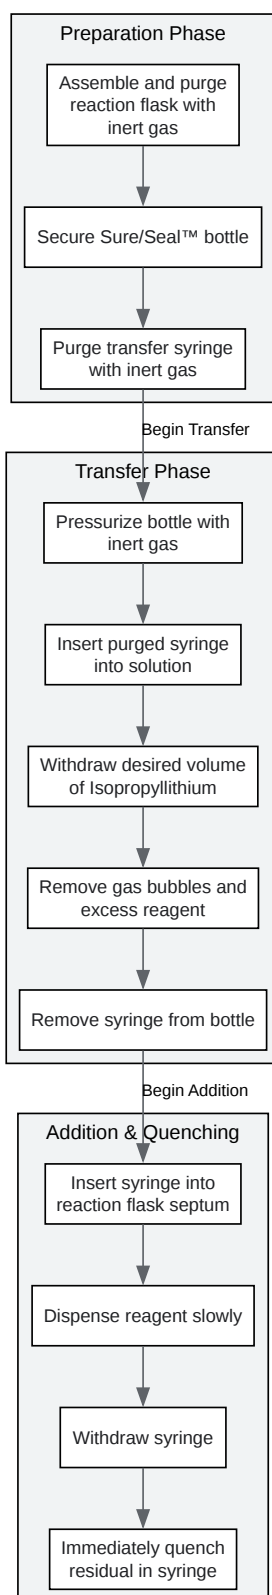 Preparation Phase
Assemble and purge
reaction flask with
inert gas
Secure Sure/Seal™ bottle
Purge transfer syringe
with inert gas
Begin Transfer
Transfer Phase
Pressurize bottle with
inert gas
Insert purged syringe
into solution
Withdraw desired volume
of Isopropyllithium
Remove gas bubbles and
excess reagent
Remove syringe from bottle
Begin Addition
Addition & Quenching
Insert syringe into
reaction flask septum
Dispense reagent slowly
Withdraw syringe
Immediately quench
residual in syringe